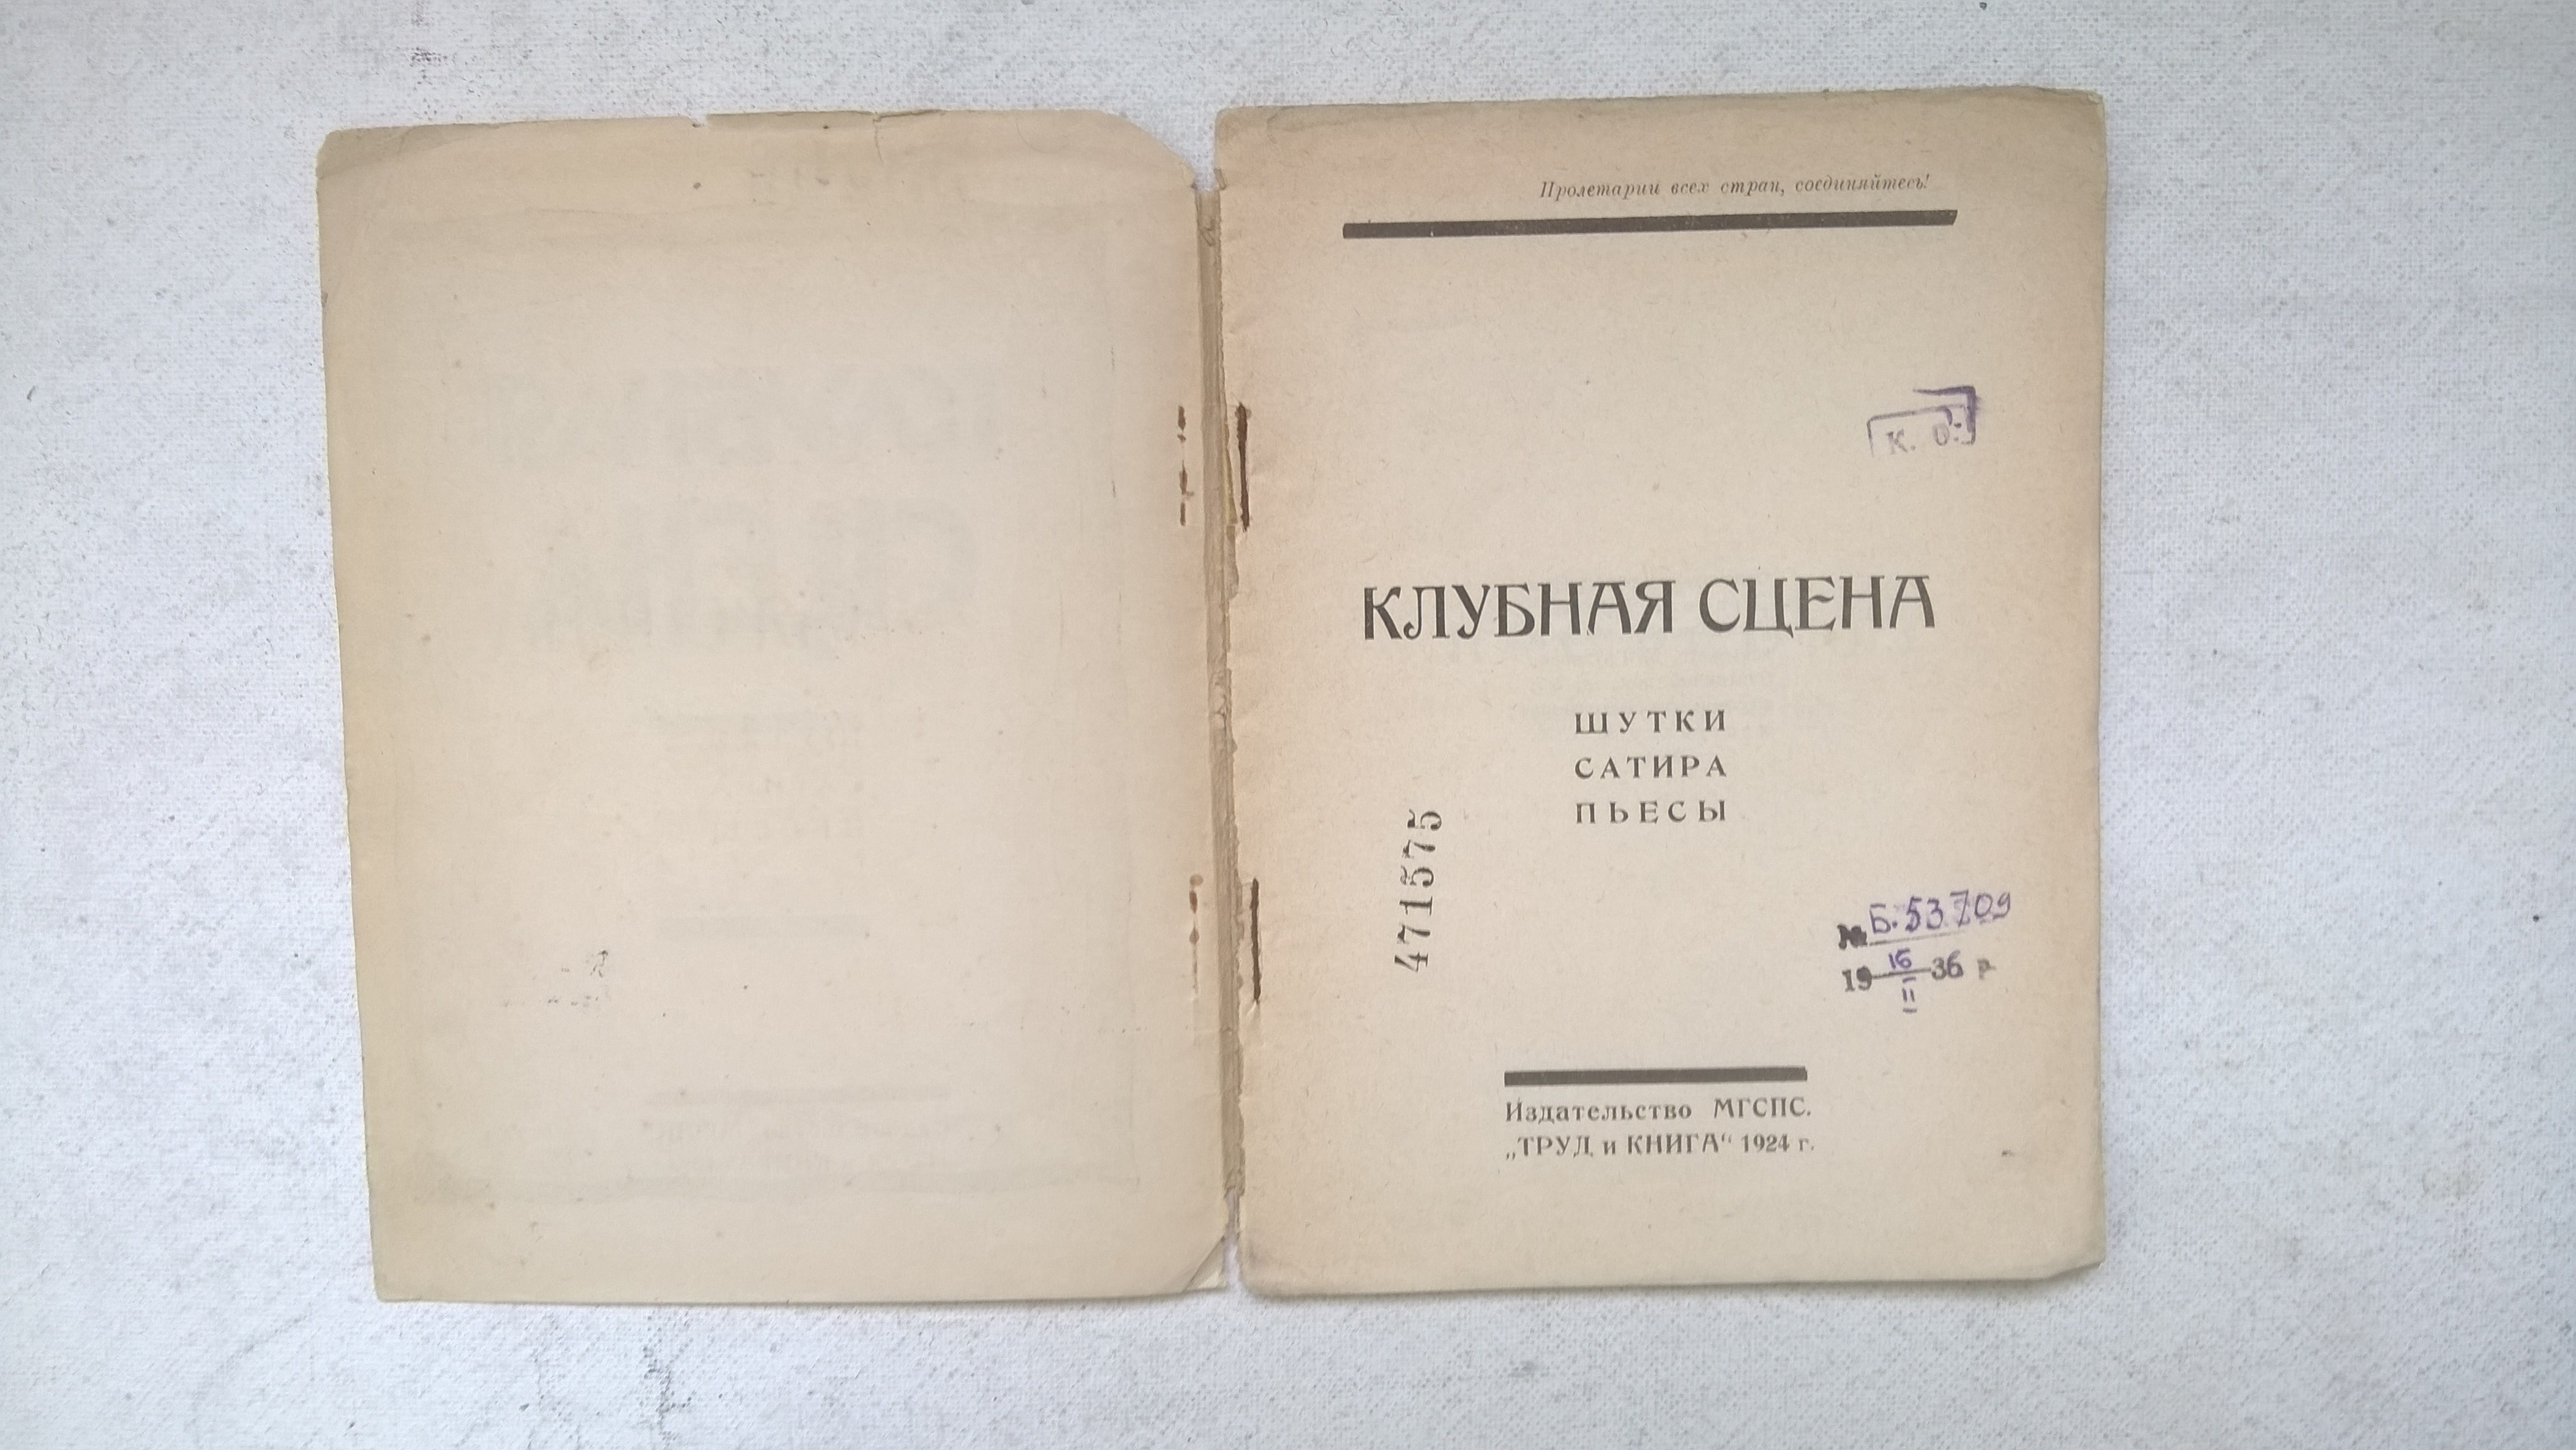 Пролетарии всех стран, соединяйтесь!
К. О.
КЛУБНАЯ СЦЕНА
ШУТКИ
САТИРА
ПЬЕСЫ
471575
№ Б.53709
19 16/II 36 г.
Издательство МГСПС.
„ТРУД и КНИГА“ 1924 г.